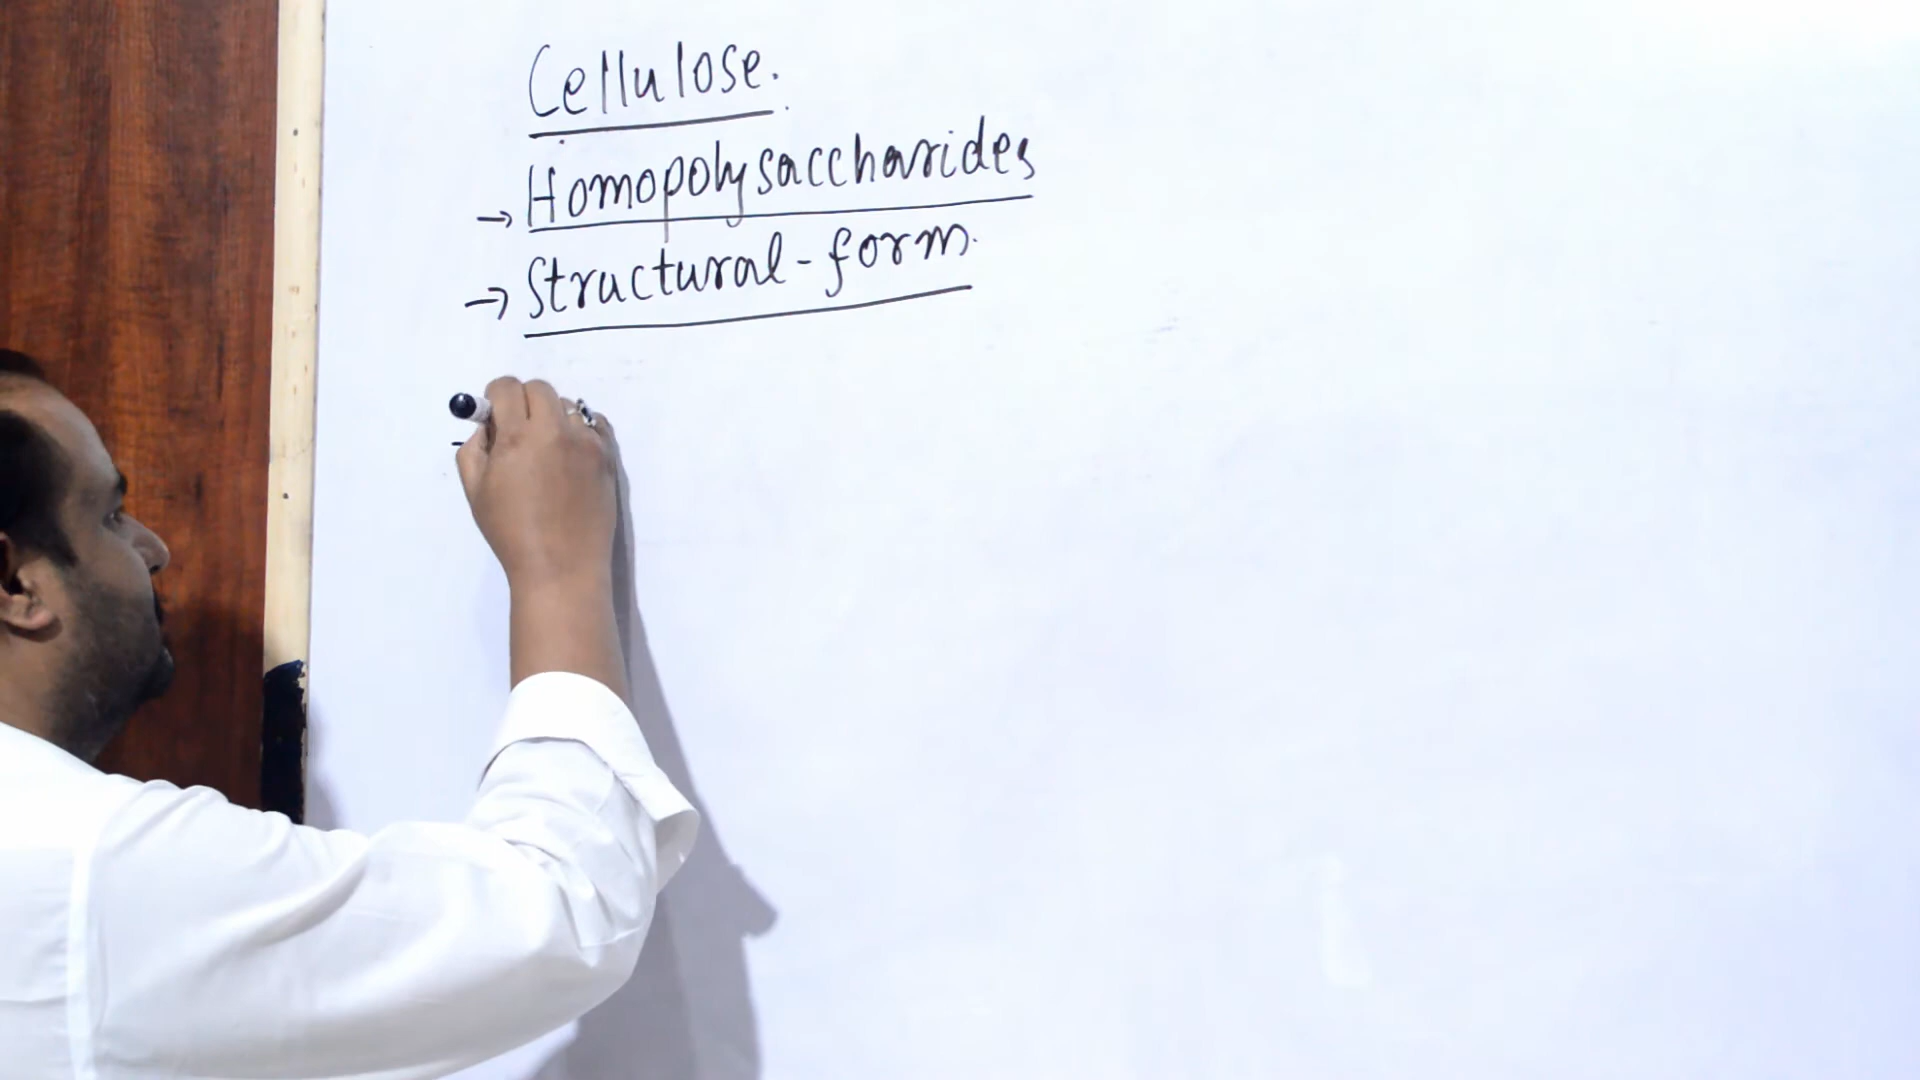 Cellulose.
→ Homopolysaccharides
→ Structural-form.